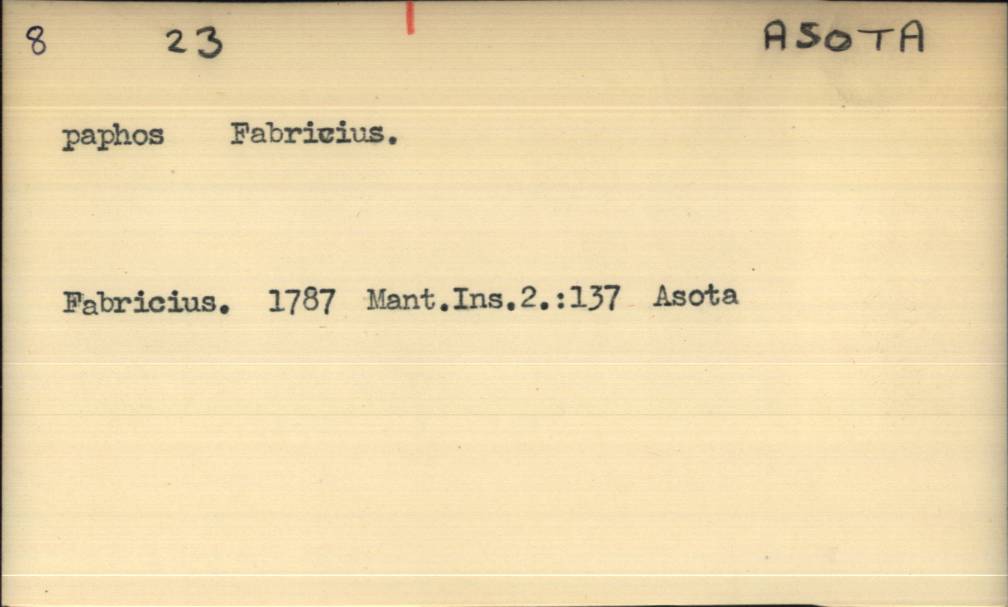 8 23 ASOTA
paphos Fabricius.
Fabricius. 1787 Mant.Ins.2.:137 Asota